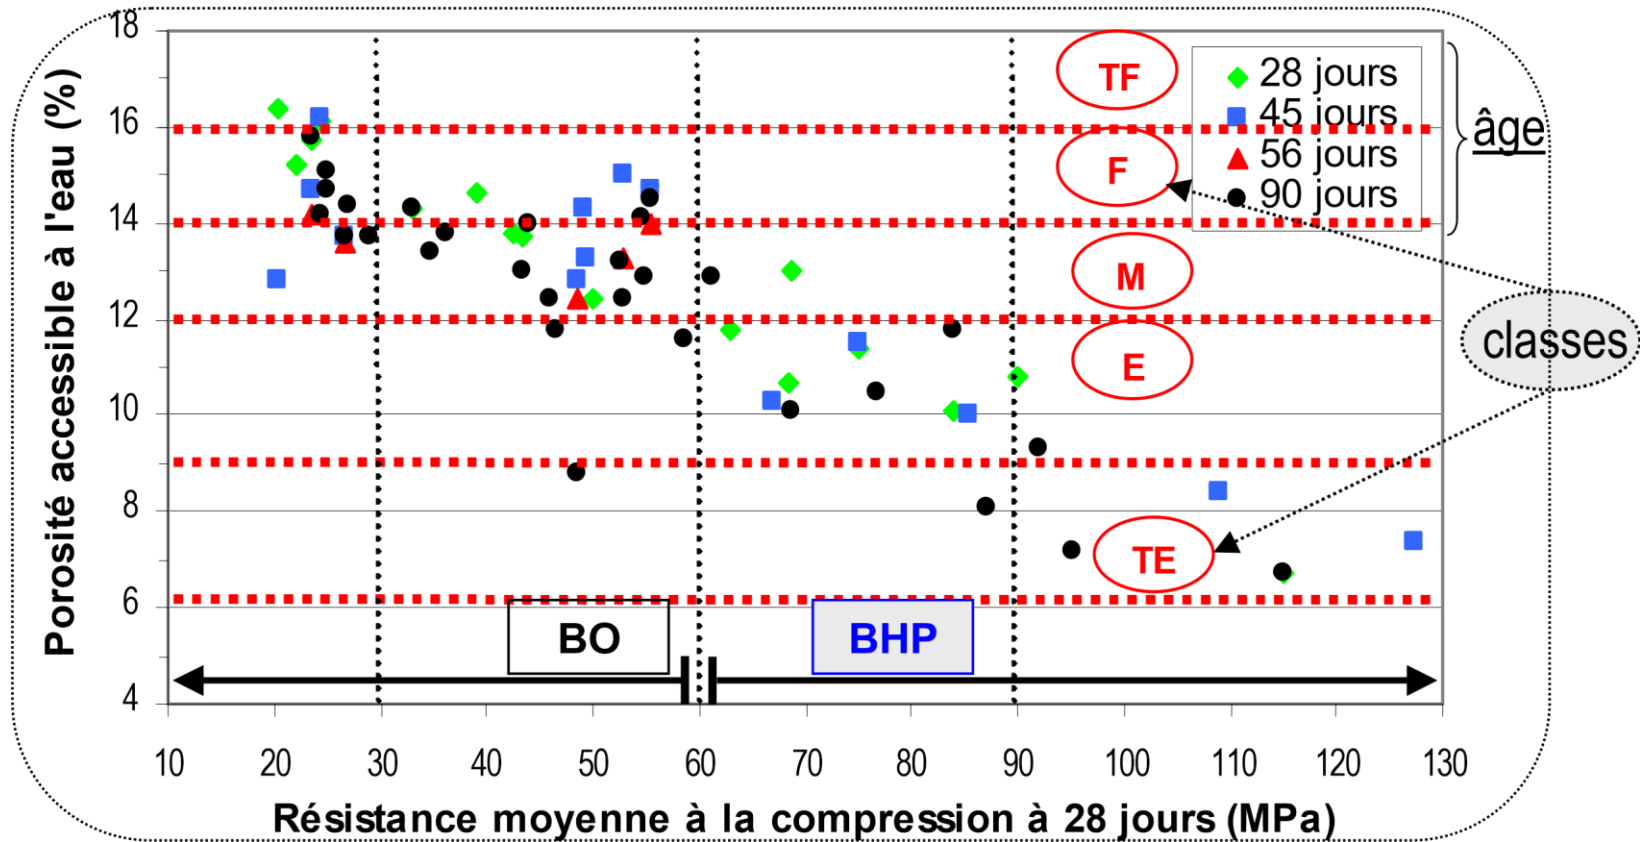 Porosité accessible à l'eau (%)
18
16
14
12
10
8
6
4
TF
F
M
E
TE
28 jours
45 jours
56 jours
90 jours
âge
classes
BO
BHP
10 20 30 40 50 60 70 80 90 100 110 120 130
Résistance moyenne à la compression à 28 jours (MPa)